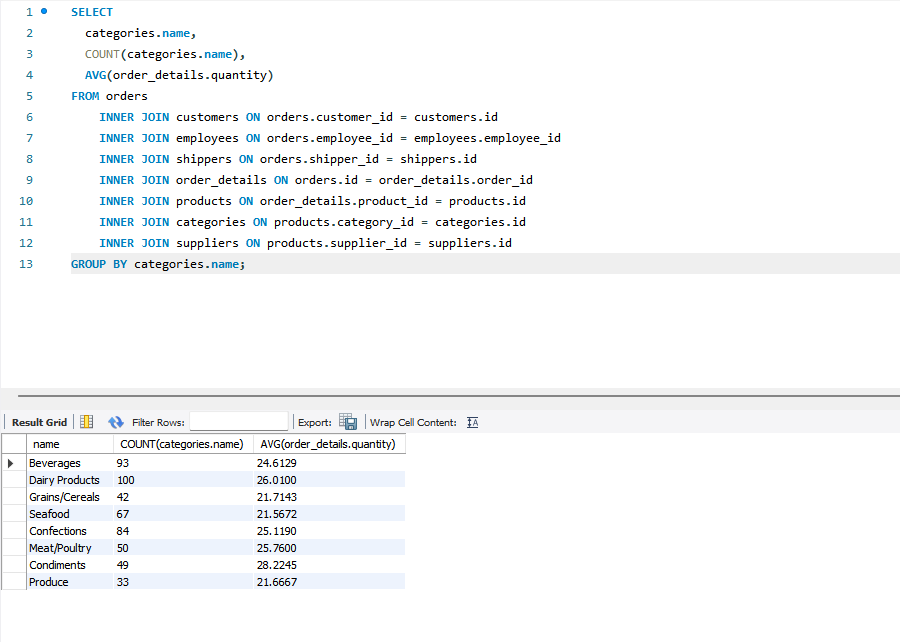 1 SELECT
2 categories.name,
3 COUNT(categories.name),
4 AVG(order_details.quantity)
5 FROM orders
6 INNER JOIN customers ON orders.customer_id = customers.id
7 INNER JOIN employees ON orders.employee_id = employees.employee_id
8 INNER JOIN shippers ON orders.shipper_id = shippers.id
9 INNER JOIN order_details ON orders.id = order_details.order_id
10 INNER JOIN products ON order_details.product_id = products.id
11 INNER JOIN categories ON products.category_id = categories.id
12 INNER JOIN suppliers ON products.supplier_id = suppliers.id
13 GROUP BY categories.name;
Result Grid Filter Rows: Export: Wrap Cell Content: IA
name COUNT(categories.name) AVG(order_details.quantity)
Beverages 93 24.6129
Dairy Products 100 26.0100
Grains/Cereals 42 21.7143
Seafood 67 21.5672
Confections 84 25.1190
Meat/Poultry 50 25.7600
Condiments 49 28.2245
Produce 33 21.6667